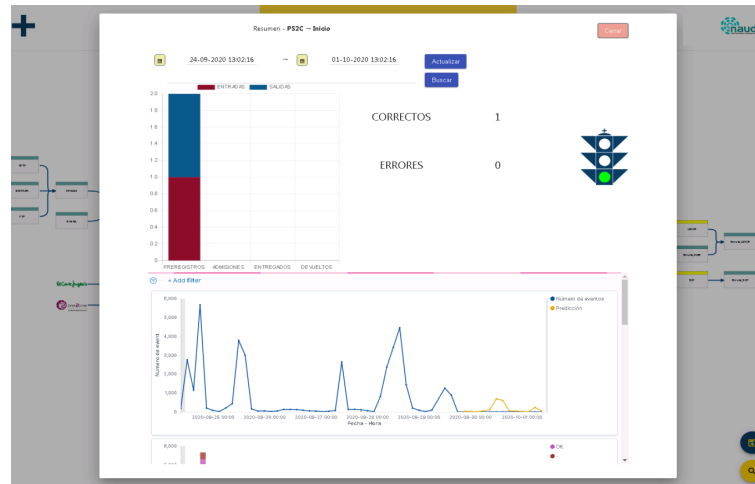 Resumen - PS2C → Inicio
Cerrar
24-09-2020 13:02:16 → 01-10-2020 13:02:16 Actualizar
Buscar
ENTRADAS SALIDAS
2.0
1.8
1.6
1.4
1.2
1.0
0.8
0.6
0.4
0.2
0
PREREGISTROS ADMISIONES ENTREGADOS DEVUELTOS
CORRECTOS 1
ERRORES 0
+ Add filter
6,000
5,000
4,000
3,000
2,000
1,000
0
Número de event
2020-09-25 00:00 2020-09-26 00:00 2020-09-27 00:00 2020-09-28 00:00 2020-09-29 00:00 2020-09-30 00:00 2020-10-01 00:00
Fecha - Hora
Número de eventos
Predicción
8,000
OK